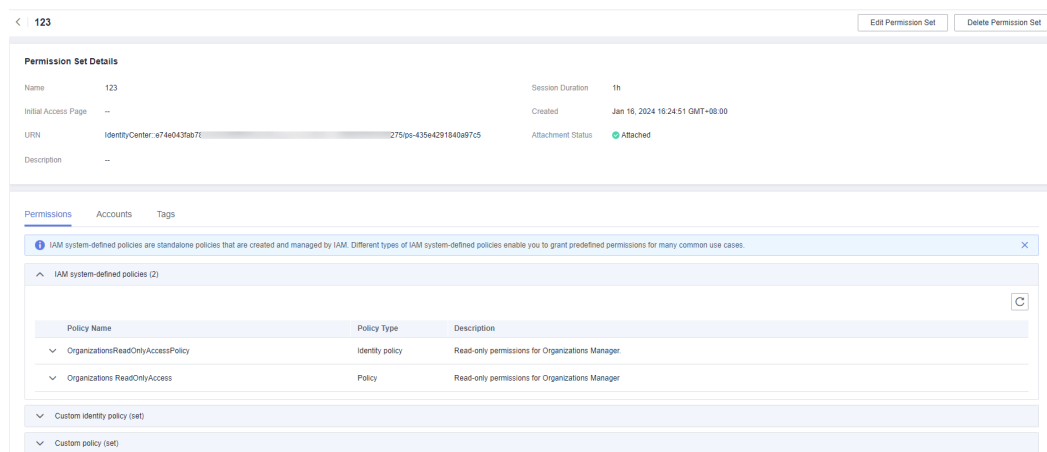 123
Edit Permission Set
Delete Permission Set
Permission Set Details
Name 123 Session Duration 1h
Initial Access Page -- Created Jan 16, 2024 16:24:51 GMT+08:00
URN IdentityCenter::e74e043fab78 275/ps-435e4291840a97c5 Attachment Status Attached
Description --
Permissions Accounts Tags
IAM system-defined policies are standalone policies that are created and managed by IAM. Different types of IAM system-defined policies enable you to grant predefined permissions for many common use cases.
IAM system-defined policies (2)
Policy Name Policy Type Description
OrganizationsReadOnlyAccessPolicy Identity policy Read-only permissions for Organizations Manager.
Organizations ReadOnlyAccess Policy Read-only permissions for Organizations Manager
Custom identity policy (set)
Custom policy (set)